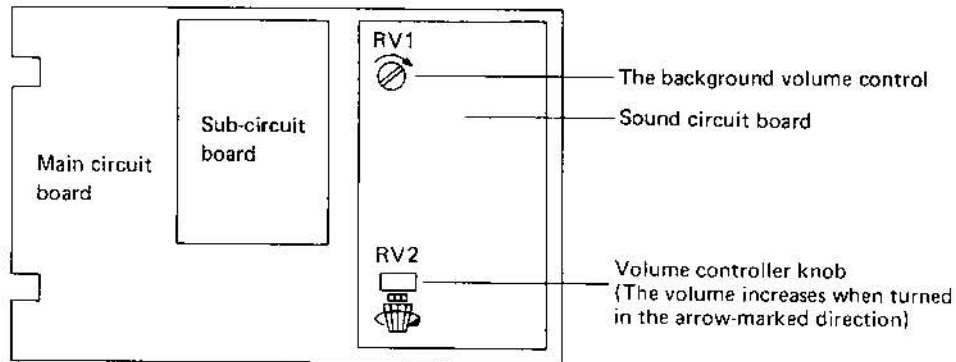 RV1
The background volume control
Sound circuit board
Sub-circuit
board
Main circuit
board
RV2
Volume controller knob
(The volume increases when turned
in the arrow-marked direction)